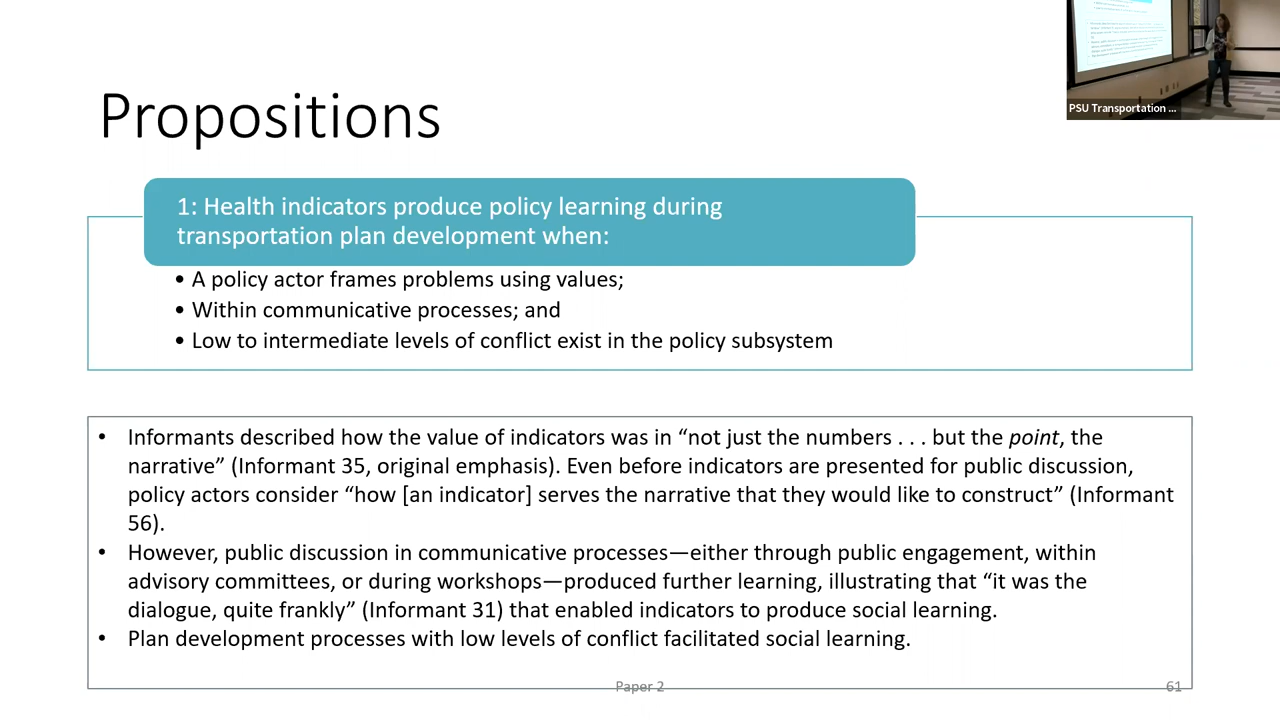 PSU Transportation ...
Propositions
1: Health indicators produce policy learning during
transportation plan development when:
• A policy actor frames problems using values;
• Within communicative processes; and
• Low to intermediate levels of conflict exist in the policy subsystem
• Informants described how the value of indicators was in “not just the numbers . . . but the point, the
narrative” (Informant 35, original emphasis). Even before indicators are presented for public discussion,
policy actors consider “how [an indicator] serves the narrative that they would like to construct” (Informant
56).
• However, public discussion in communicative processes—either through public engagement, within
advisory committees, or during workshops—produced further learning, illustrating that “it was the
dialogue, quite frankly” (Informant 31) that enabled indicators to produce social learning.
• Plan development processes with low levels of conflict facilitated social learning.
Paper 2
61